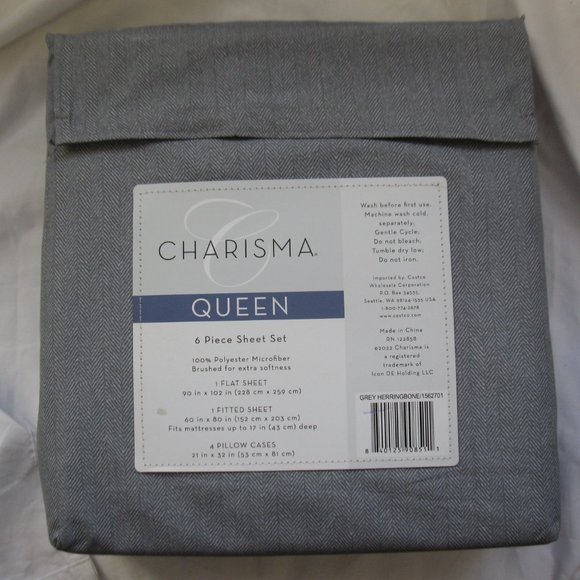 C
CHARISMA®
QUEEN
6 Piece Sheet Set
100% Polyester Microfiber
Brushed for extra softness
1 FLAT SHEET
90 in x 102 in (228 cm x 259 cm)
1 FITTED SHEET
60 in x 80 in (152 cm x 203 cm)
Fits mattresses up to 17 in (43 cm) deep
4 PILLOW CASES
21 in x 32 in (53 cm x 81 cm)
Wash before first use.
Machine wash cold,
separately;
Gentle Cycle;
Do not bleach;
Tumble dry low;
Do not iron.
Imported by: Costco
Wholesale Corporation
P.O. Box 34535,
Seattle, WA 98124-1535 USA
1-800-774-2678
www.costco.com
Made in China
RN 122858
©2022 Charisma is
a registered
trademark of
Icon DE Holding LLC
GREY HERRINGBONE/1562701
8 40125 90851 1